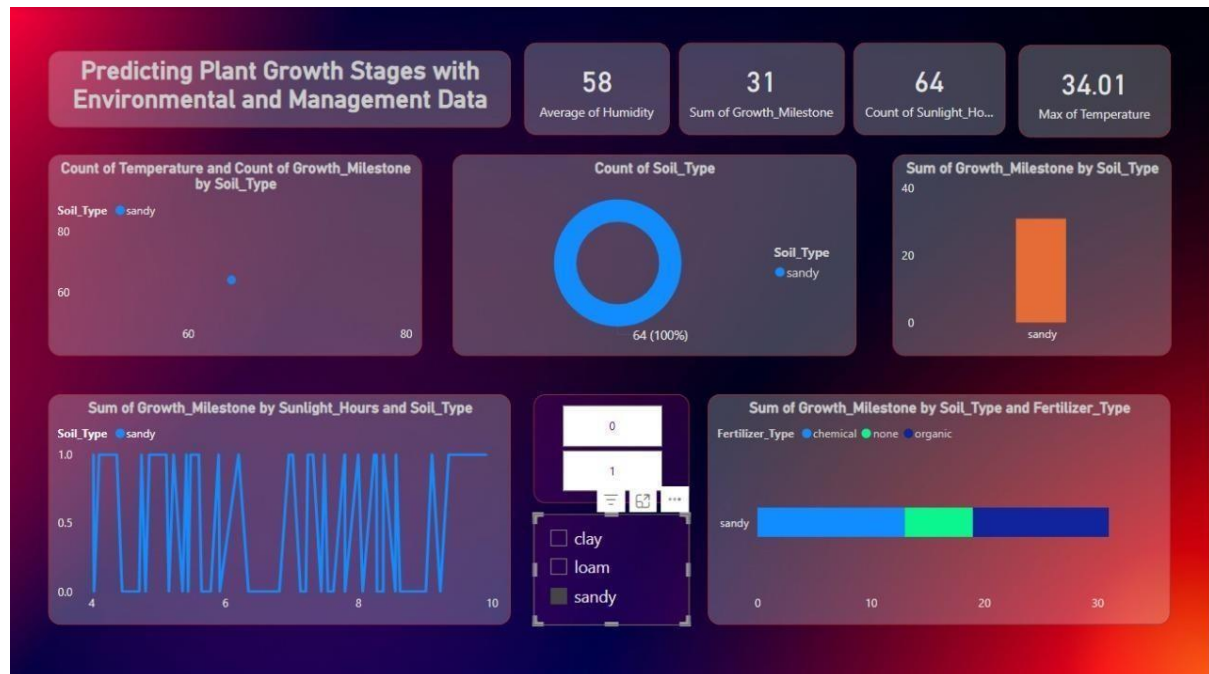 Predicting Plant Growth Stages with
Environmental and Management Data
58
Average of Humidity
31
Sum of Growth_Milestone
64
Count of Sunlight_Ho...
34.01
Max of Temperature
Count of Temperature and Count of Growth_Milestone
by Soil_Type
Soil_Type sandy
80
60
60 80
Count of Soil_Type
Soil_Type
sandy
64 (100%)
Sum of Growth_Milestone by Soil_Type
40
20
0
sandy
Sum of Growth_Milestone by Sunlight_Hours and Soil_Type
Soil_Type sandy
1.0
0.5
0.0
4 6 8 10
0
1
clay
loam
sandy
Sum of Growth_Milestone by Soil_Type and Fertilizer_Type
Fertilizer_Type chemical none organic
sandy
0 10 20 30